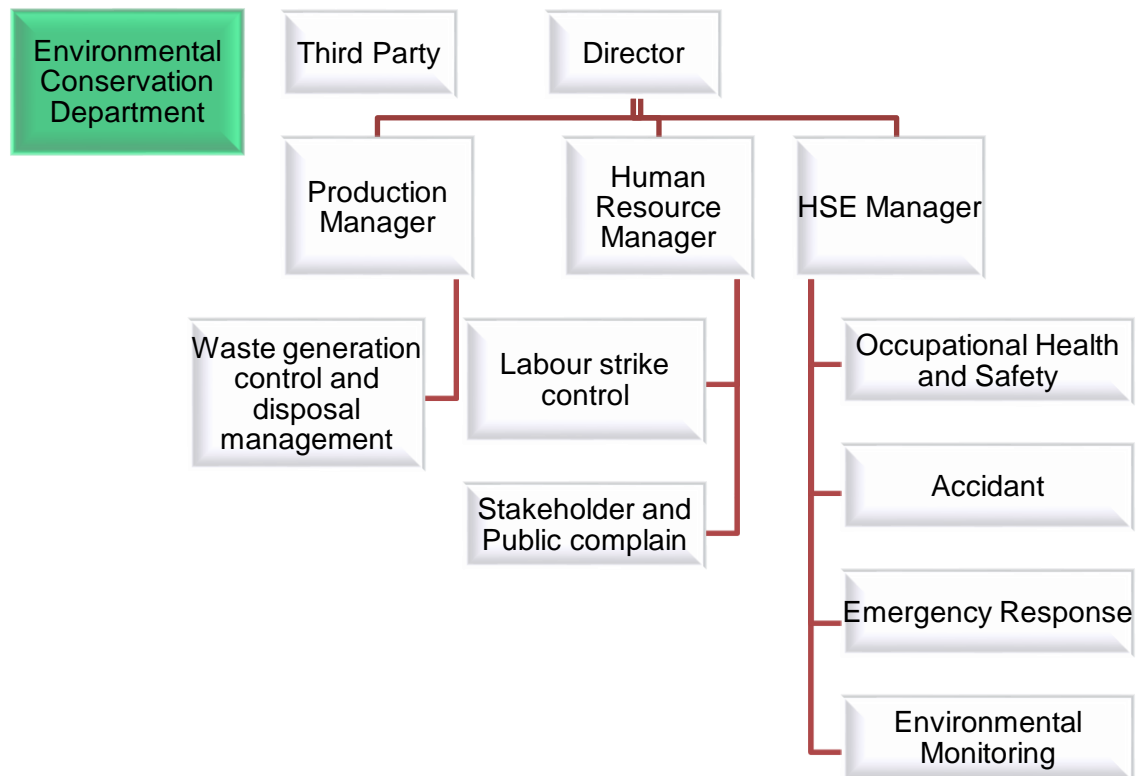 Environmental
Conservation
Department
Third Party
Director
Production
Manager
Human
Resource
Manager
HSE Manager
Waste generation
control and
disposal
management
Labour strike
control
Stakeholder and
Public complain
Occupational Health
and Safety
Accidant
Emergency Response
Environmental
Monitoring